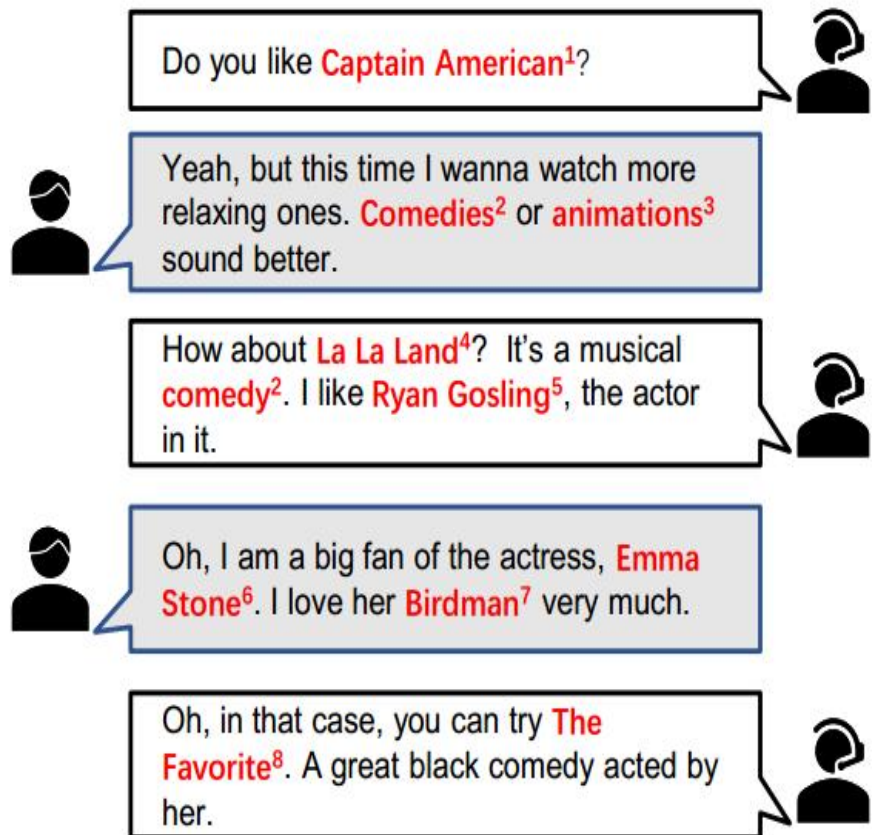 Do you like Captain American¹?
Yeah, but this time I wanna watch more
relaxing ones. Comedies² or animations³
sound better.
How about La La Land⁴? It's a musical
comedy². I like Ryan Gosling⁵, the actor
in it.
Oh, I am a big fan of the actress, Emma
Stone⁶. I love her Birdman⁷ very much.
Oh, in that case, you can try The
Favorite⁸. A great black comedy acted by
her.